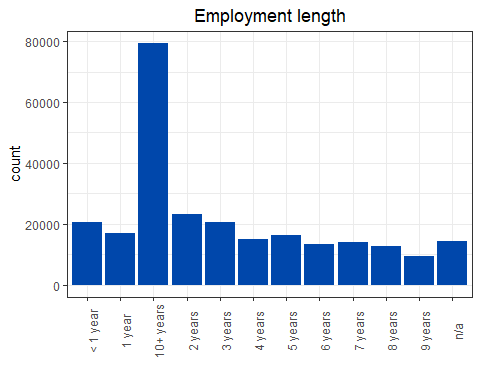 Employment length
80000
60000
40000
20000
0
count
< 1 year
1 year
10+ years
2 years
3 years
4 years
5 years
6 years
7 years
8 years
9 years
n/a